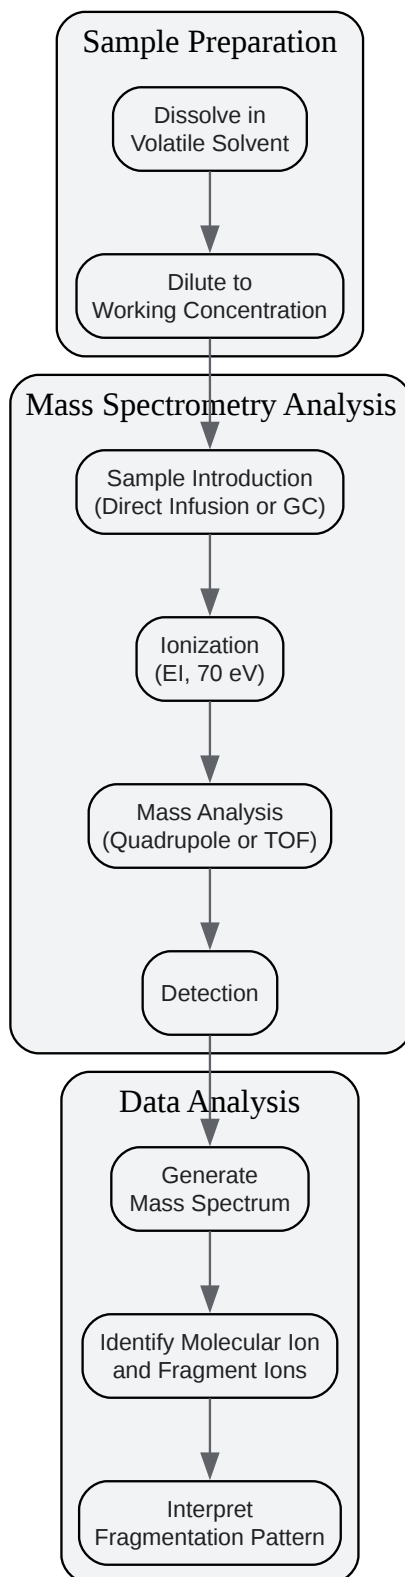 Sample Preparation
Dissolve in
Volatile Solvent
Dilute to
Working Concentration
Mass Spectrometry Analysis
Sample Introduction
(Direct Infusion or GC)
Ionization
(EI, 70 eV)
Mass Analysis
(Quadrupole or TOF)
Detection
Data Analysis
Generate
Mass Spectrum
Identify Molecular Ion
and Fragment Ions
Interpret
Fragmentation Pattern